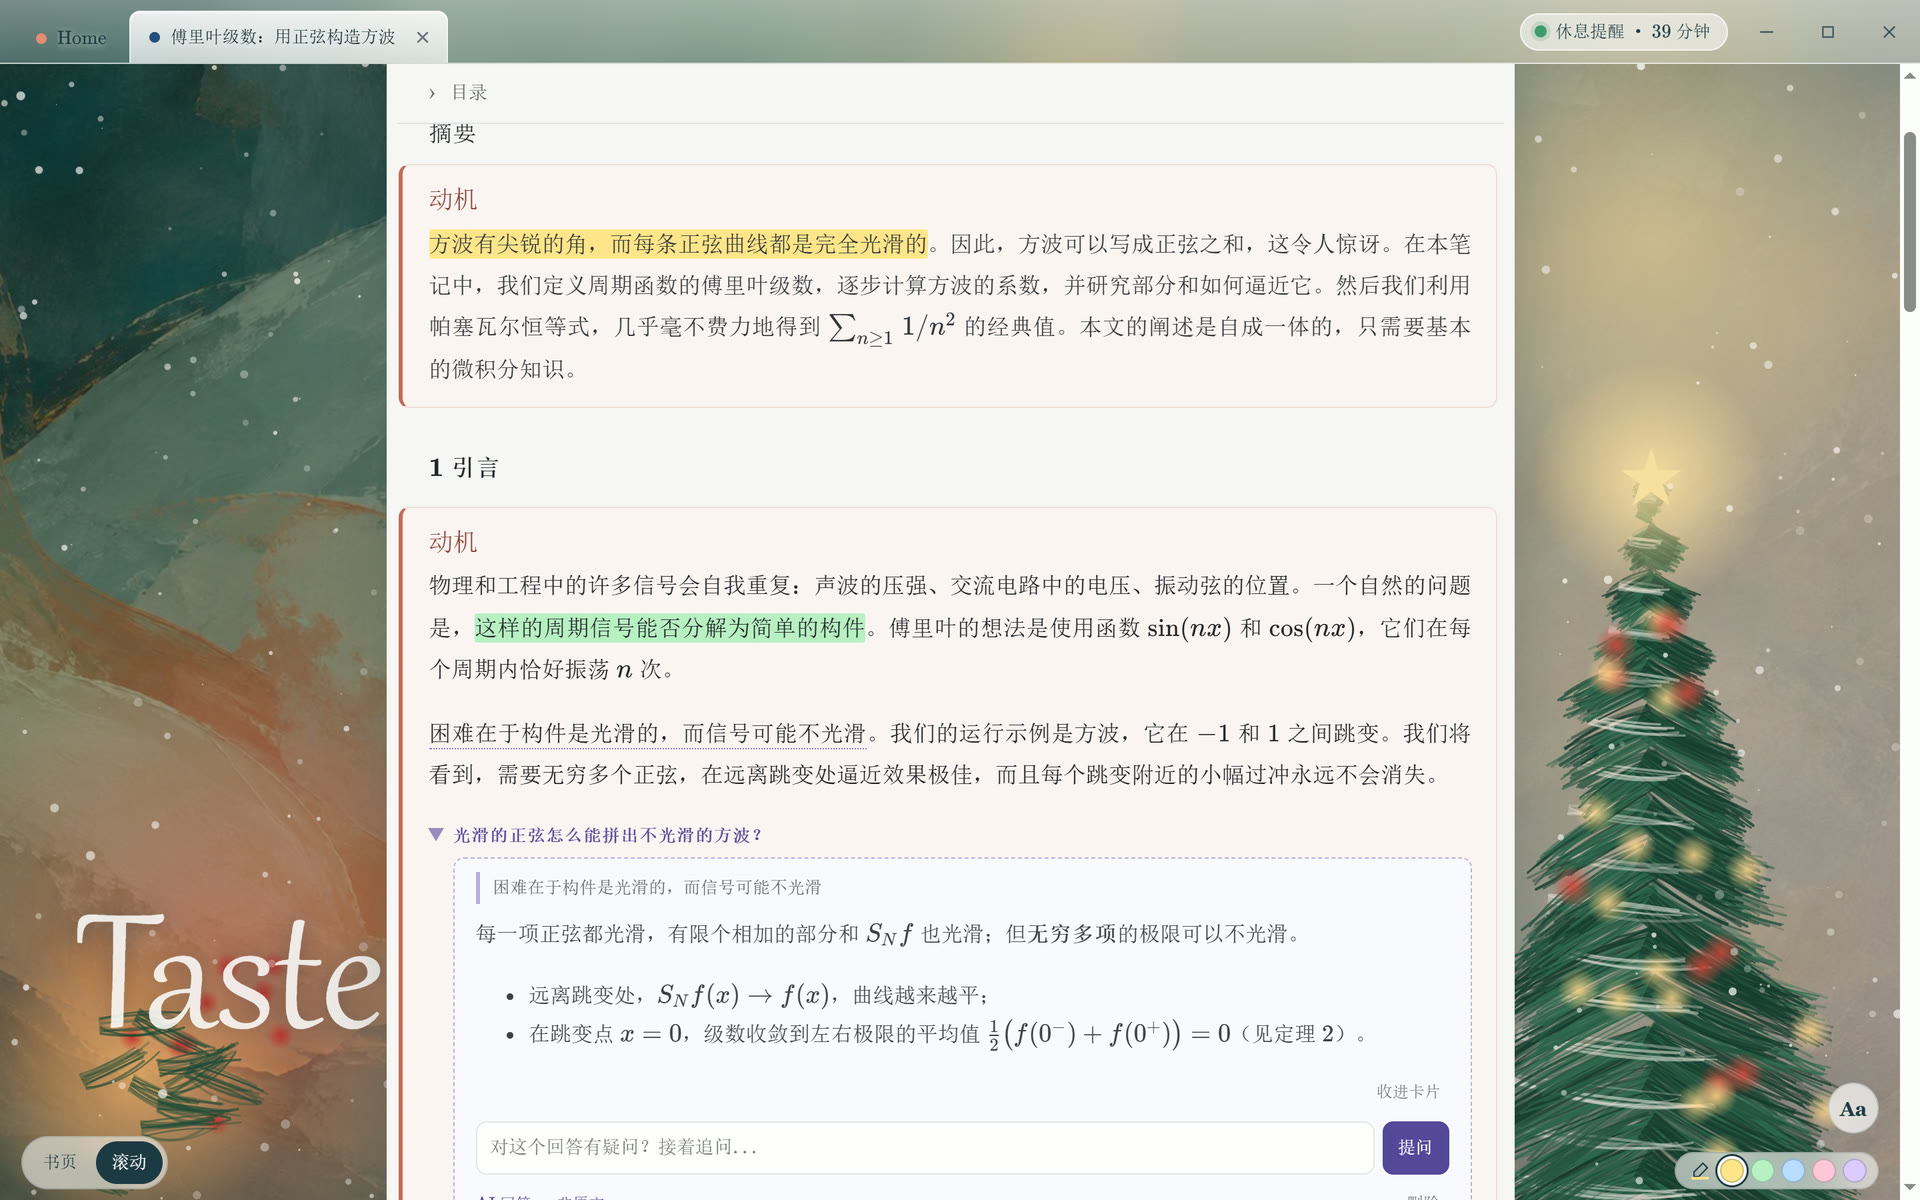 Home
傅里叶级数：用正弦构造方波
休息提醒 • 39 分钟
目录
摘要
动机
方波有尖锐的角，而每条正弦曲线都是完全光滑的。因此，方波可以写成正弦之和，这令人惊讶。在本笔
记中，我们定义周期函数的傅里叶级数，逐步计算方波的系数，并研究部分和如何逼近它。然后我们利用
帕塞瓦尔恒等式，几乎毫不费力地得到 ∑_{n≥1} 1/n² 的经典值。本文的阐述是自成一体的，只需要基本
的微积分知识。
1 引言
动机
物理和工程中的许多信号会自我重复：声波的压强、交流电路中的电压、振动弦的位置。一个自然的问题
是，这样的周期信号能否分解为简单的构件。傅里叶的想法是使用函数 sin(nx) 和 cos(nx)，它们在每
个周期内恰好振荡 n 次。
困难在于构件是光滑的，而信号可能不光滑。我们的运行示例是方波，它在 −1 和 1 之间跳变。我们将
看到，需要无穷多个正弦，在远离跳变处逼近效果极佳，而且每个跳变附近的小幅过冲永远不会消失。
光滑的正弦怎么能拼出不光滑的方波？
困难在于构件是光滑的，而信号可能不光滑
每一项正弦都光滑，有限个相加的部分和 S_N f 也光滑；但无穷多项的极限可以不光滑。
• 远离跳变处，S_N f(x) → f(x)，曲线越来越平；
• 在跳变点 x = 0，级数收敛到左右极限的平均值 ½(f(0⁻) + f(0⁺)) = 0（见定理 2）。
收进卡片
对这个回答有疑问？接着追问...
提问
Taste
书页
滚动
Aa